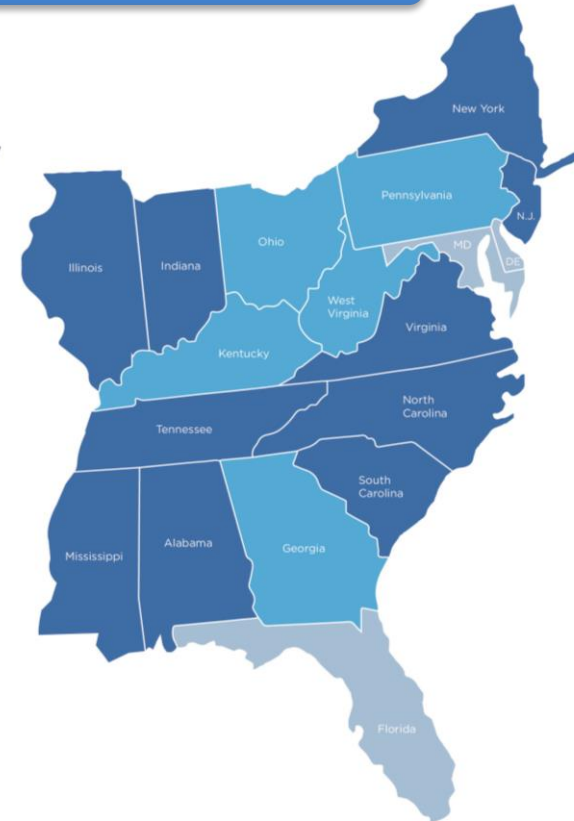 New York
Pennsylvania
N.J.
Ohio
MD
DE
Illinois
Indiana
West
Virginia
Virginia
Kentucky
North
Carolina
Tennessee
South
Carolina
Mississippi
Alabama
Georgia
Florida